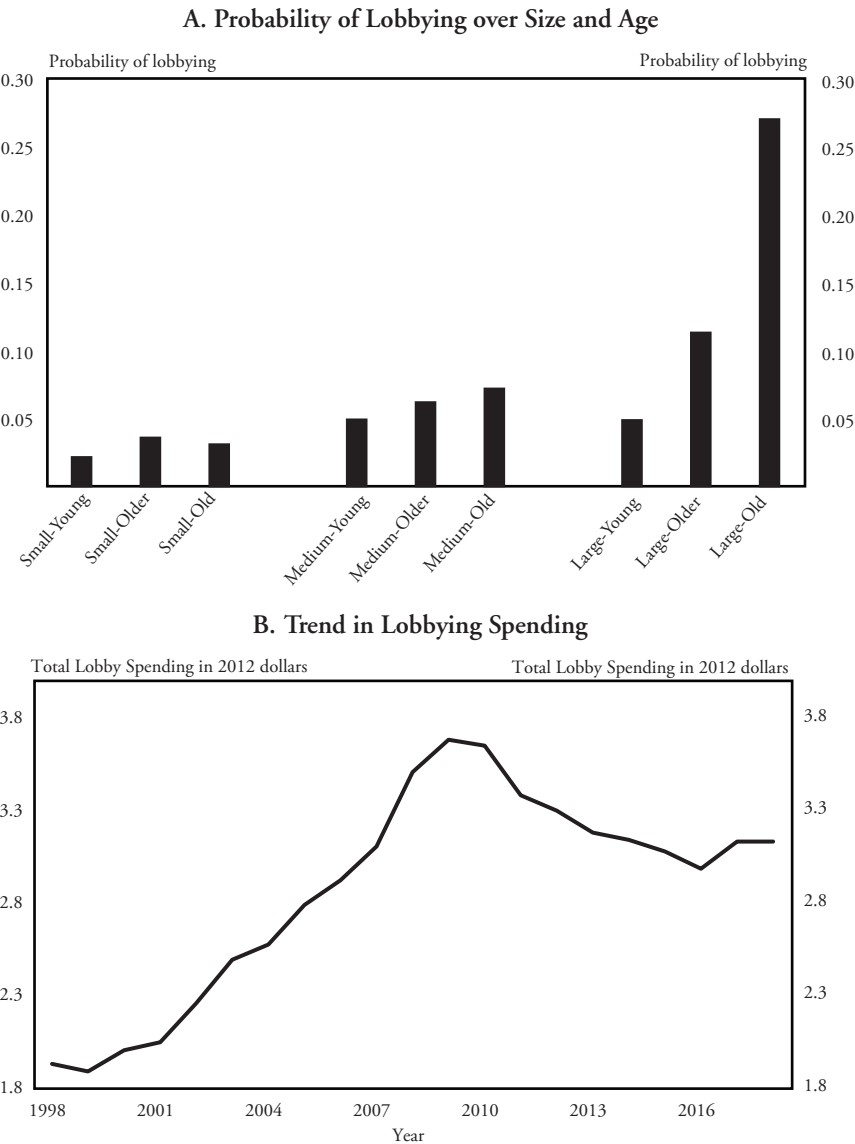 A. Probability of Lobbying over Size and Age
Probability of lobbying Probability of lobbying
0.30 0.30
0.25 0.25
0.20 0.20
0.15 0.15
0.10 0.10
0.05 0.05
Small-Young
Small-Older
Small-Old
Medium-Young
Medium-Older
Medium-Old
Large-Young
Large-Older
Large-Old
B. Trend in Lobbying Spending
Total Lobby Spending in 2012 dollars Total Lobby Spending in 2012 dollars
3.8 3.8
3.3 3.3
2.8 2.8
2.3 2.3
1.8 1.8
1998 2001 2004 2007 2010 2013 2016
Year